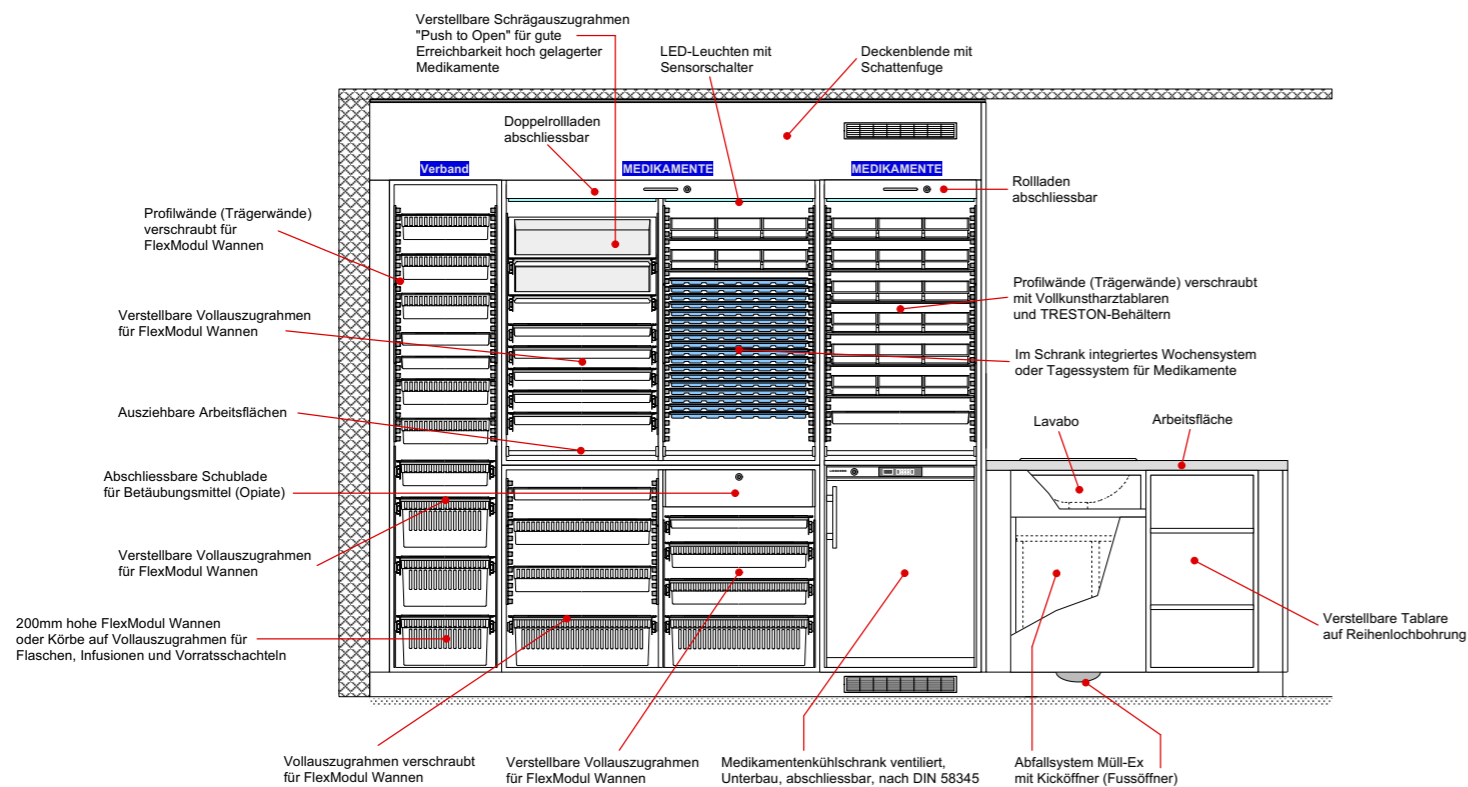 Verstellbare Schrägauszugrahmen
"Push to Open" für gute
Erreichbarkeit hoch gelagerter
Medikamente
LED-Leuchten mit
Sensorschalter
Deckenblende mit
Schattenfuge
Doppelrollladen
abschliessbar
Verband
MEDIKAMENTE
MEDIKAMENTE
Rollladen
abschliessbar
Profilwände (Trägerwände)
verschraubt für
FlexModul Wannen
Profilwände (Trägerwände) verschraubt
mit Vollkunstharztablaren
und TRESTON-Behältern
Verstellbare Vollauszugrahmen
für FlexModul Wannen
Im Schrank integriertes Wochensystem
oder Tagessystem für Medikamente
Ausziehbare Arbeitsflächen
Lavabo
Arbeitsfläche
Abschliessbare Schublade
für Betäubungsmittel (Opiate)
Verstellbare Vollauszugrahmen
für FlexModul Wannen
200mm hohe FlexModul Wannen
oder Körbe auf Vollauszugrahmen für
Flaschen, Infusionen und Vorratsschachteln
Verstellbare Tablare
auf Reihenlochbohrung
Vollauszugrahmen verschraubt
für FlexModul Wannen
Verstellbare Vollauszugrahmen
für FlexModul Wannen
Medikamentenkühlschrank ventiliert,
Unterbau, abschliessbar, nach DIN 58345
Abfallsystem Müll-Ex
mit Kicköffner (Fussöffner)